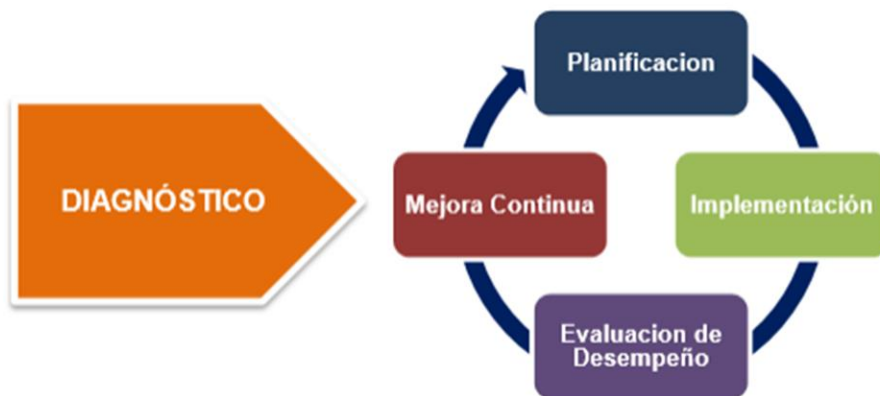 DIAGNÓSTICO
Planificacion
Implementación
Evaluacion de
Desempeño
Mejora Continua